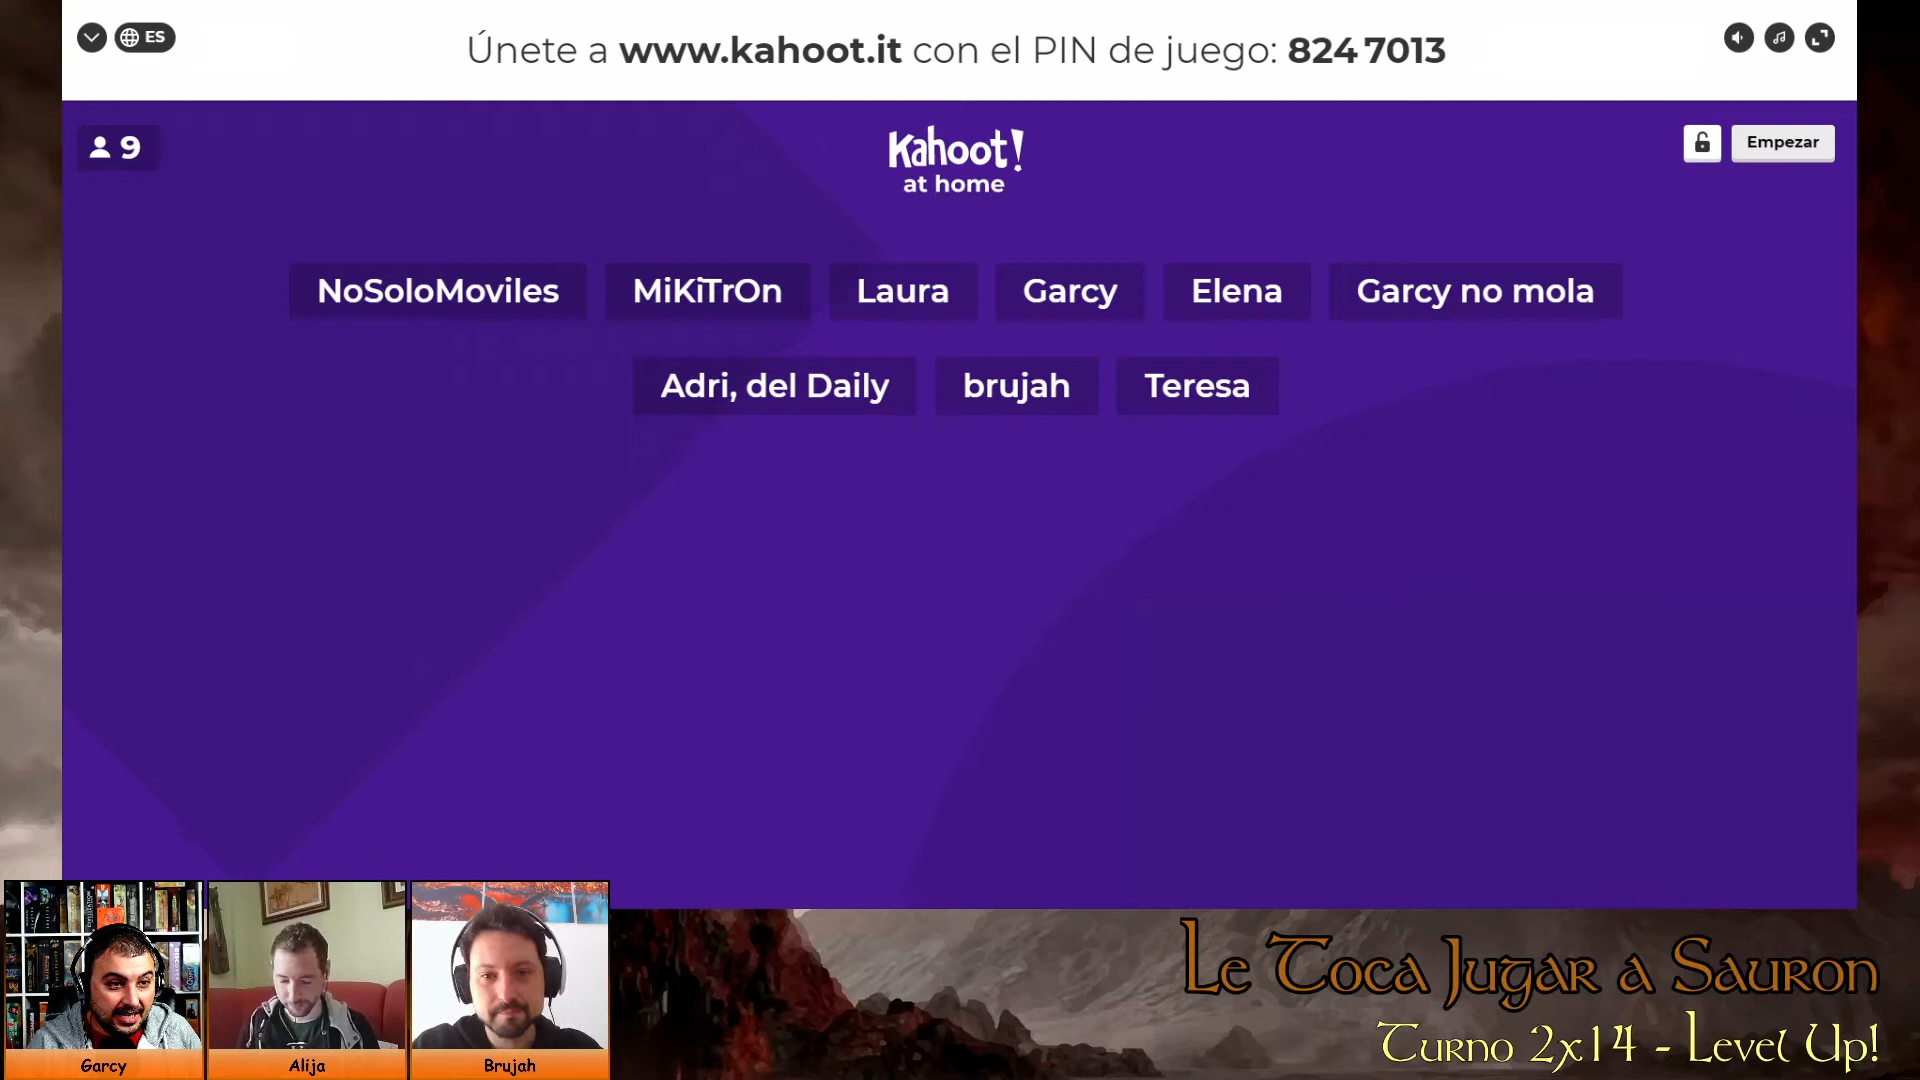 ES
Únete a www.kahoot.it con el PIN de juego: 824 7013
9
Kahoot!
at home
Empezar
NoSoloMoviles MiKiTrOn Laura Garcy Elena Garcy no mola
Adri, del Daily brujah Teresa
Le Toca Jugar a Sauron
Turno 2x14 - Level Up!
Garcy Alija Brujah